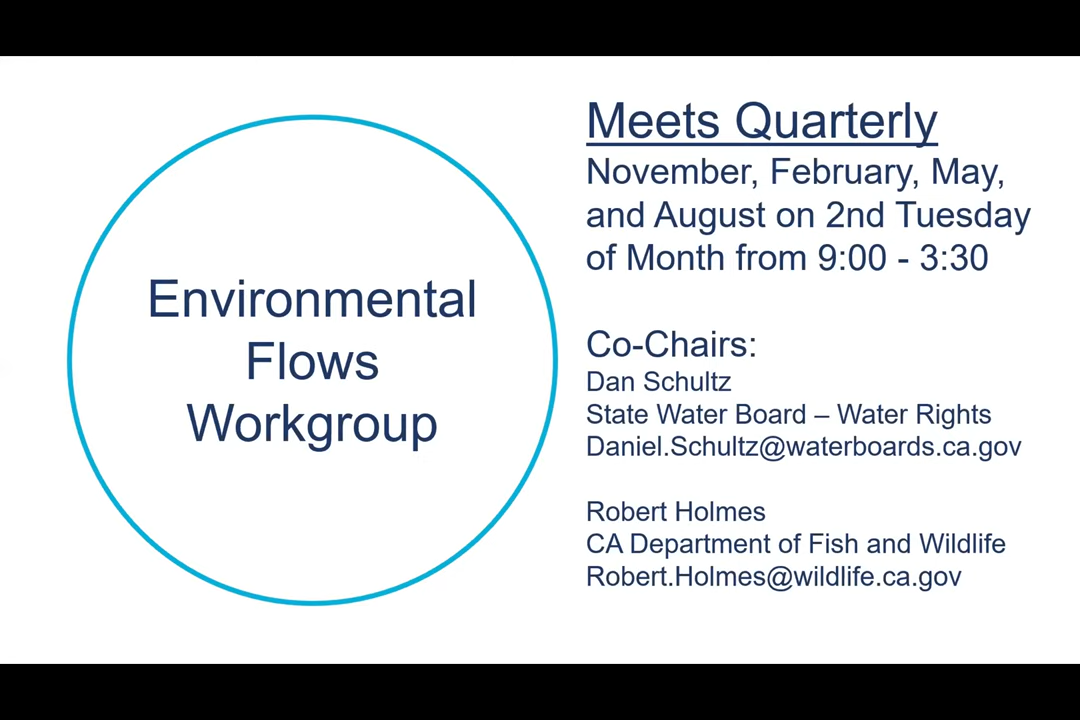 Environmental
Flows
Workgroup
Meets Quarterly
November, February, May,
and August on 2nd Tuesday
of Month from 9:00 - 3:30
Co-Chairs:
Dan Schultz
State Water Board – Water Rights
Daniel.Schultz@waterboards.ca.gov
Robert Holmes
CA Department of Fish and Wildlife
Robert.Holmes@wildlife.ca.gov